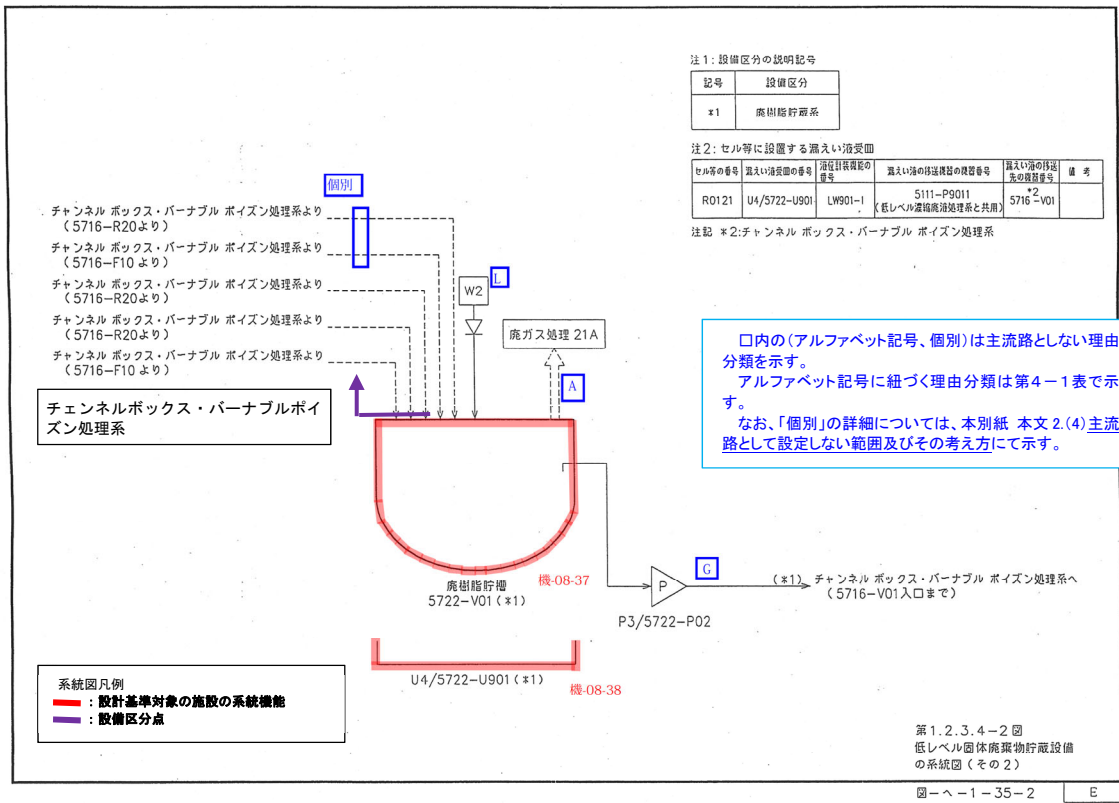 注1:設備区分の説明記号
記号 設備区分
*1 廃樹脂貯蔵系
注2:セル等に設置する漏えい液受皿
セル等の番号 漏えい液受皿の番号 液位計装機能の番号 漏えい液の移送機器の機器番号 漏えい液の移送先の機器番号 備 考
R0121 U4/5722-U901 LW901-I 5111-P9011 (低レベル濃縮廃液処理系と共用) *2 5716-V01
注記 *2:チャンネル ボックス・バーナブル ポイズン処理系
個別
チャンネル ボックス・バーナブル ポイズン処理系より
(5716-R20より)
チャンネル ボックス・バーナブル ポイズン処理系より
(5716-F10より)
チャンネル ボックス・バーナブル ポイズン処理系より
(5716-R20より)
チャンネル ボックス・バーナブル ポイズン処理系より
(5716-R20より)
チャンネル ボックス・バーナブル ポイズン処理系より
(5716-F10より)
W2
L
廃ガス処理 21A
A
チェンネルボックス・バーナブルポイ
ズン処理系
□内の(アルファベット記号、個別)は主流路としない理由
分類を示す。
アルファベット記号に紐づく理由分類は第4-1表で示
す。
なお、「個別」の詳細については、本別紙 本文 2.(4)主流
路として設定しない範囲及びその考え方にて示す。
廃樹脂貯槽
5722-V01(*1)
機-08-37
P
G
P3/5722-P02
(*1) チャンネル ボックス・バーナブル ポイズン処理系へ
(5716-V01入口まで)
U4/5722-U901(*1)
機-08-38
系統図凡例
:設計基準対象の施設の系統機能
:設備区分点
第1.2.3.4-2図
低レベル固体廃棄物貯蔵設備
の系統図(その2)
図-ヘ-1-35-2 E